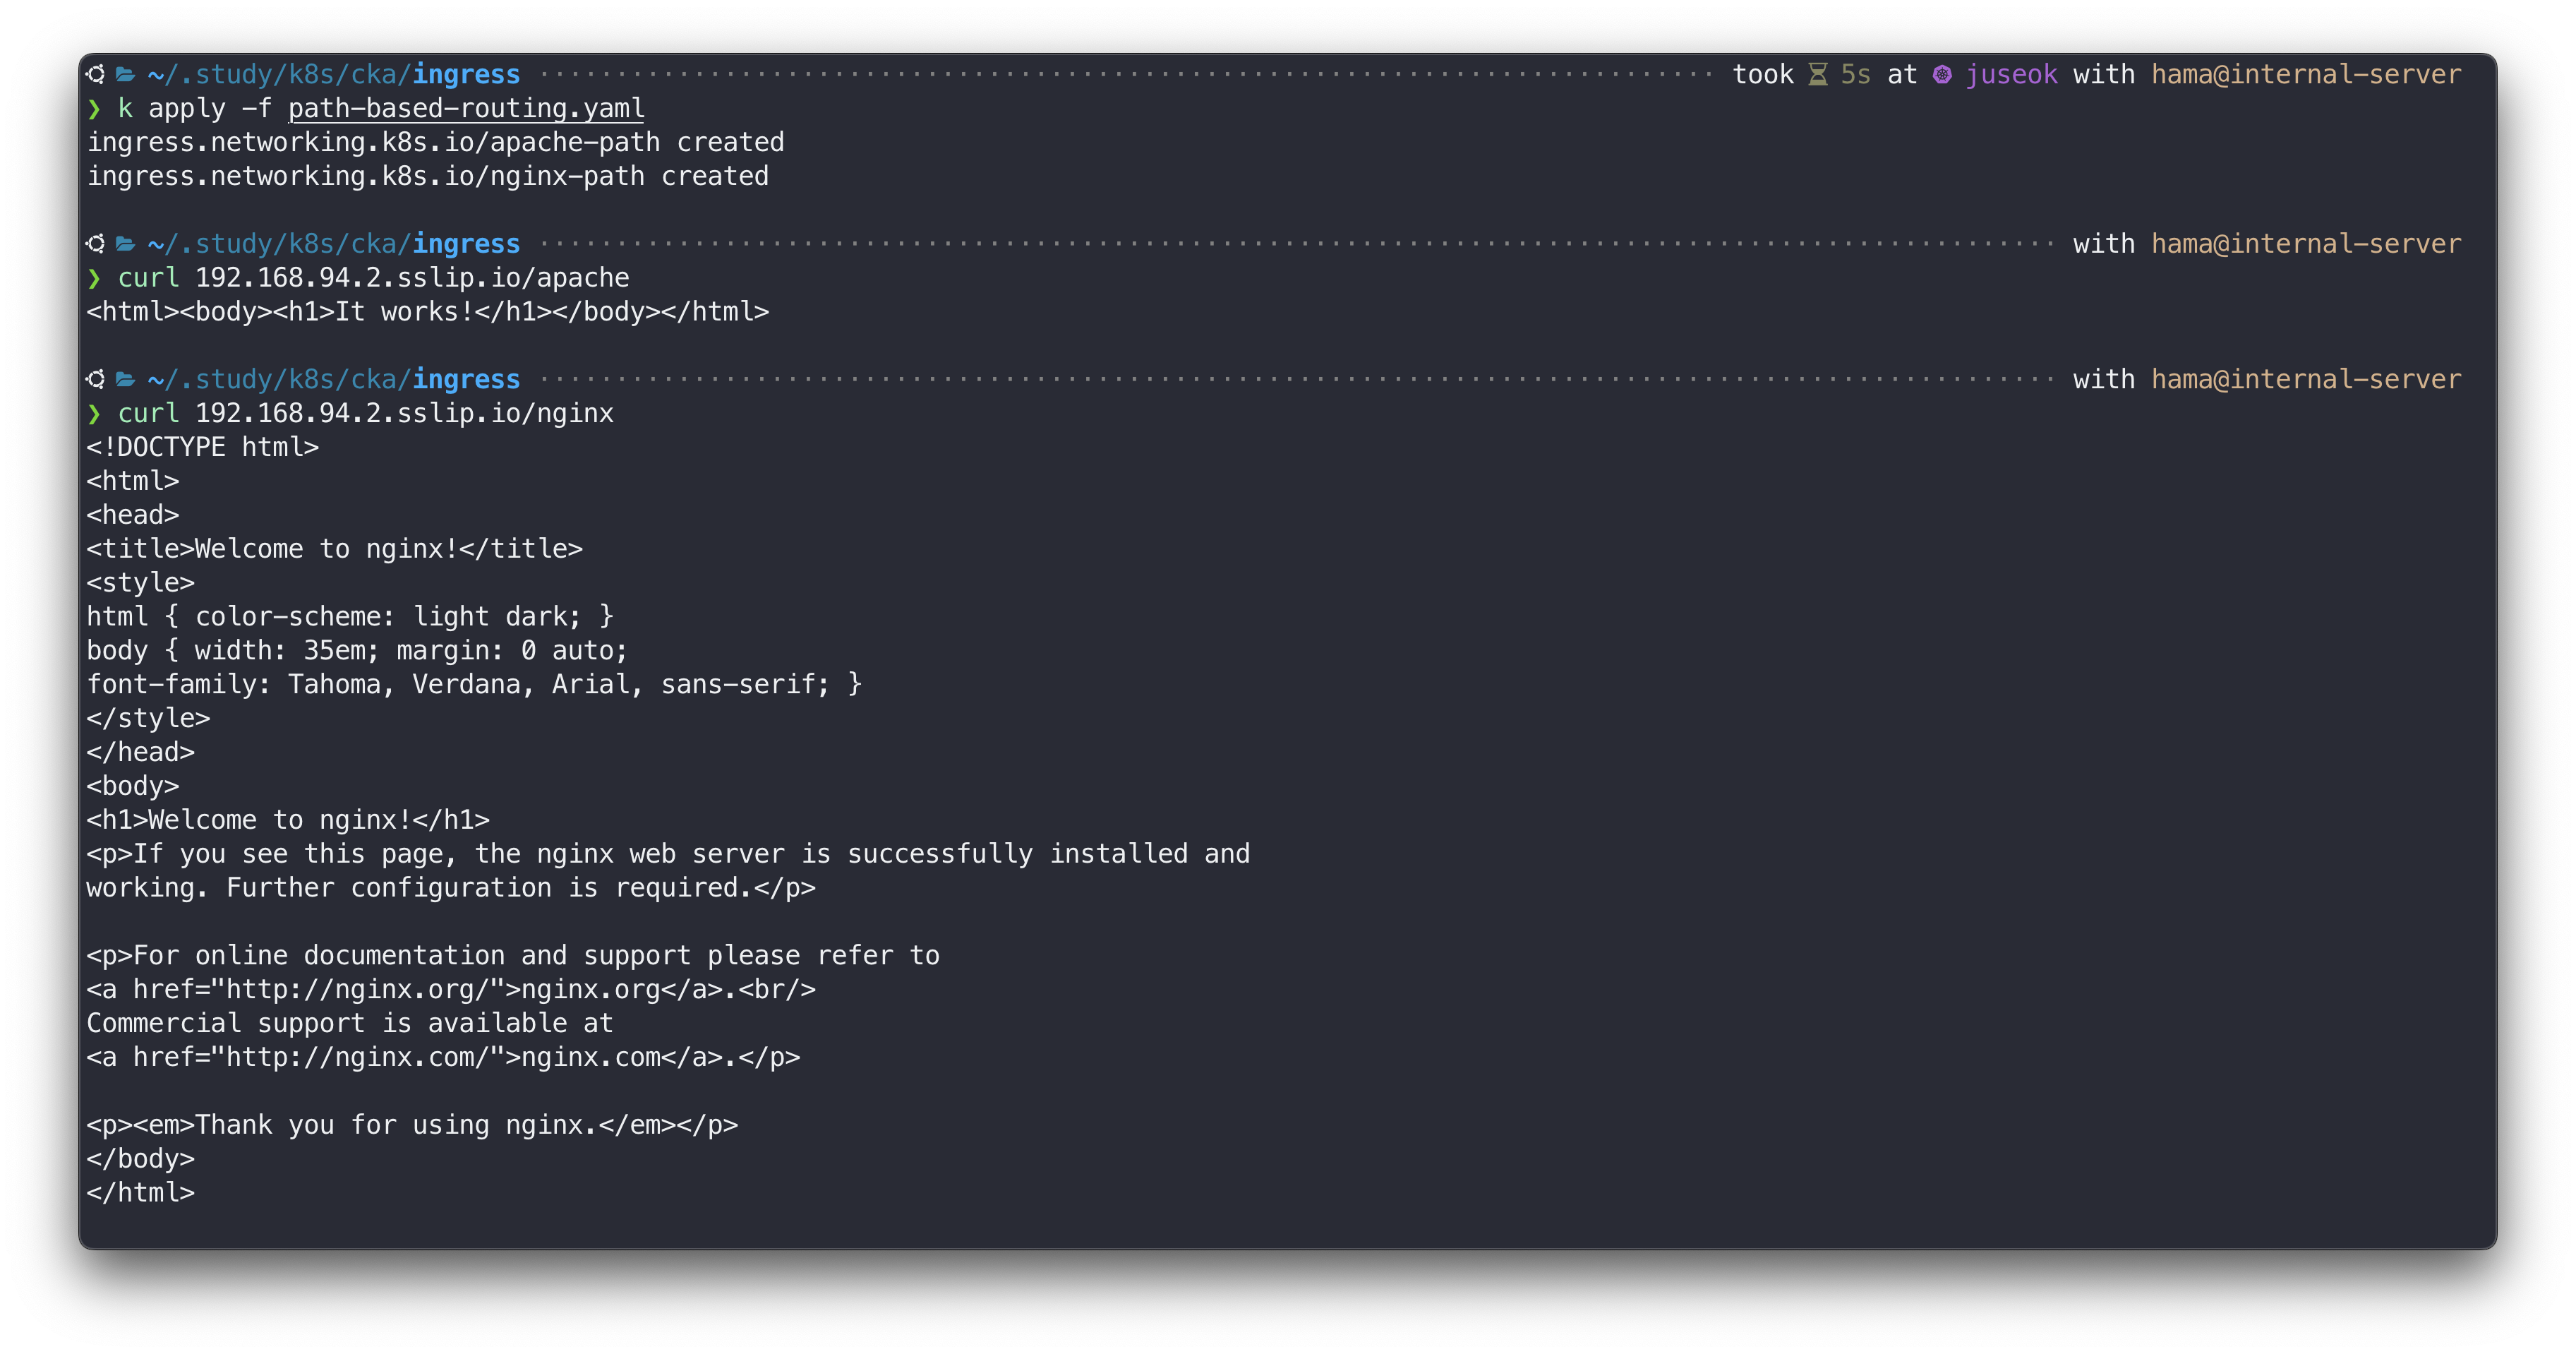 ~/.study/k8s/cka/ingress took 5s at juseok with hama@internal-server
❯ k apply -f path-based-routing.yaml
ingress.networking.k8s.io/apache-path created
ingress.networking.k8s.io/nginx-path created
~/.study/k8s/cka/ingress with hama@internal-server
❯ curl 192.168.94.2.sslip.io/apache
<html><body><h1>It works!</h1></body></html>
~/.study/k8s/cka/ingress with hama@internal-server
❯ curl 192.168.94.2.sslip.io/nginx
<!DOCTYPE html>
<html>
<head>
<title>Welcome to nginx!</title>
<style>
html { color-scheme: light dark; }
body { width: 35em; margin: 0 auto;
font-family: Tahoma, Verdana, Arial, sans-serif; }
</style>
</head>
<body>
<h1>Welcome to nginx!</h1>
<p>If you see this page, the nginx web server is successfully installed and
working. Further configuration is required.</p>
<p>For online documentation and support please refer to
<a href="http://nginx.org/">nginx.org</a>.<br/>
Commercial support is available at
<a href="http://nginx.com/">nginx.com</a>.</p>
<p><em>Thank you for using nginx.</em></p>
</body>
</html>